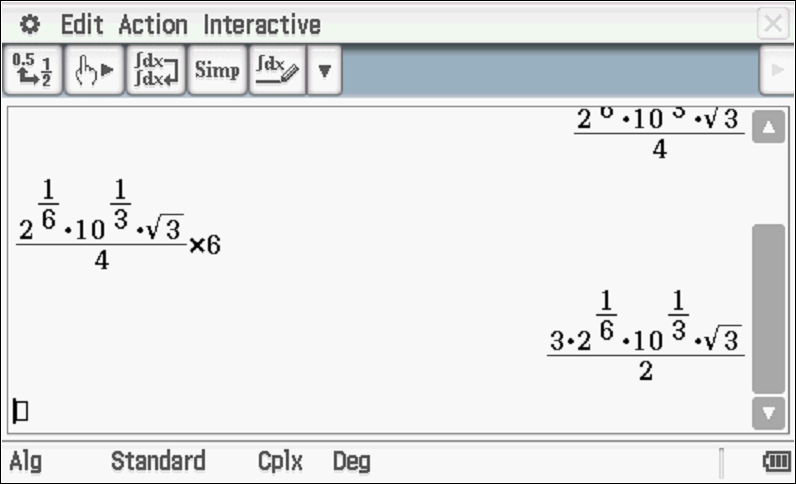 Edit Action Interactive
0.5 1/2 ∫dx ∫dx Simp ∫dx
(2^(1/6)·10^(1/3)·√3)/4×6
(3·2^(1/6)·10^(1/3)·√3)/2
Alg Standard Cplx Deg